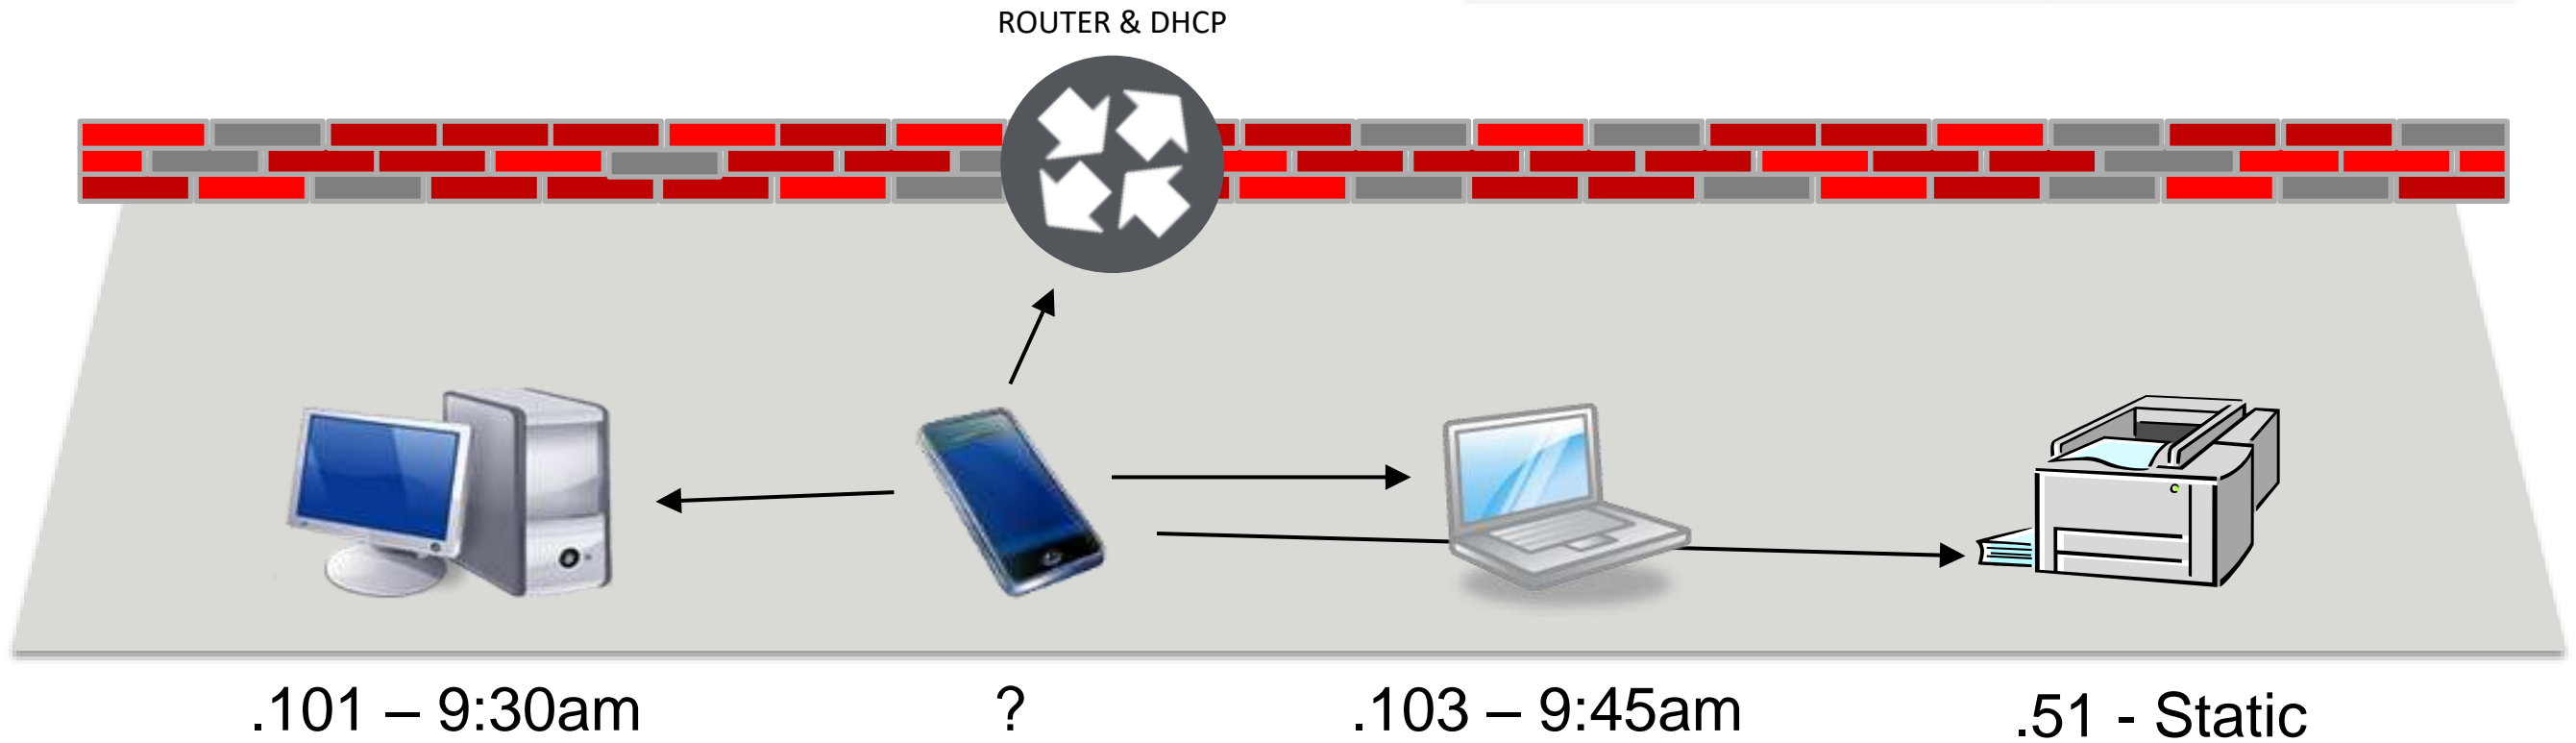 ROUTER & DHCP
.101 – 9:30am
?
.103 – 9:45am
.51 - Static